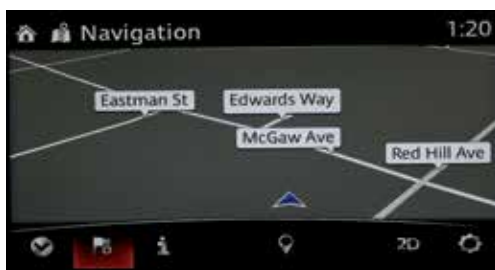 Navigation
1:20
Eastman St
Edwards Way
McGaw Ave
Red Hill Ave
i
2D